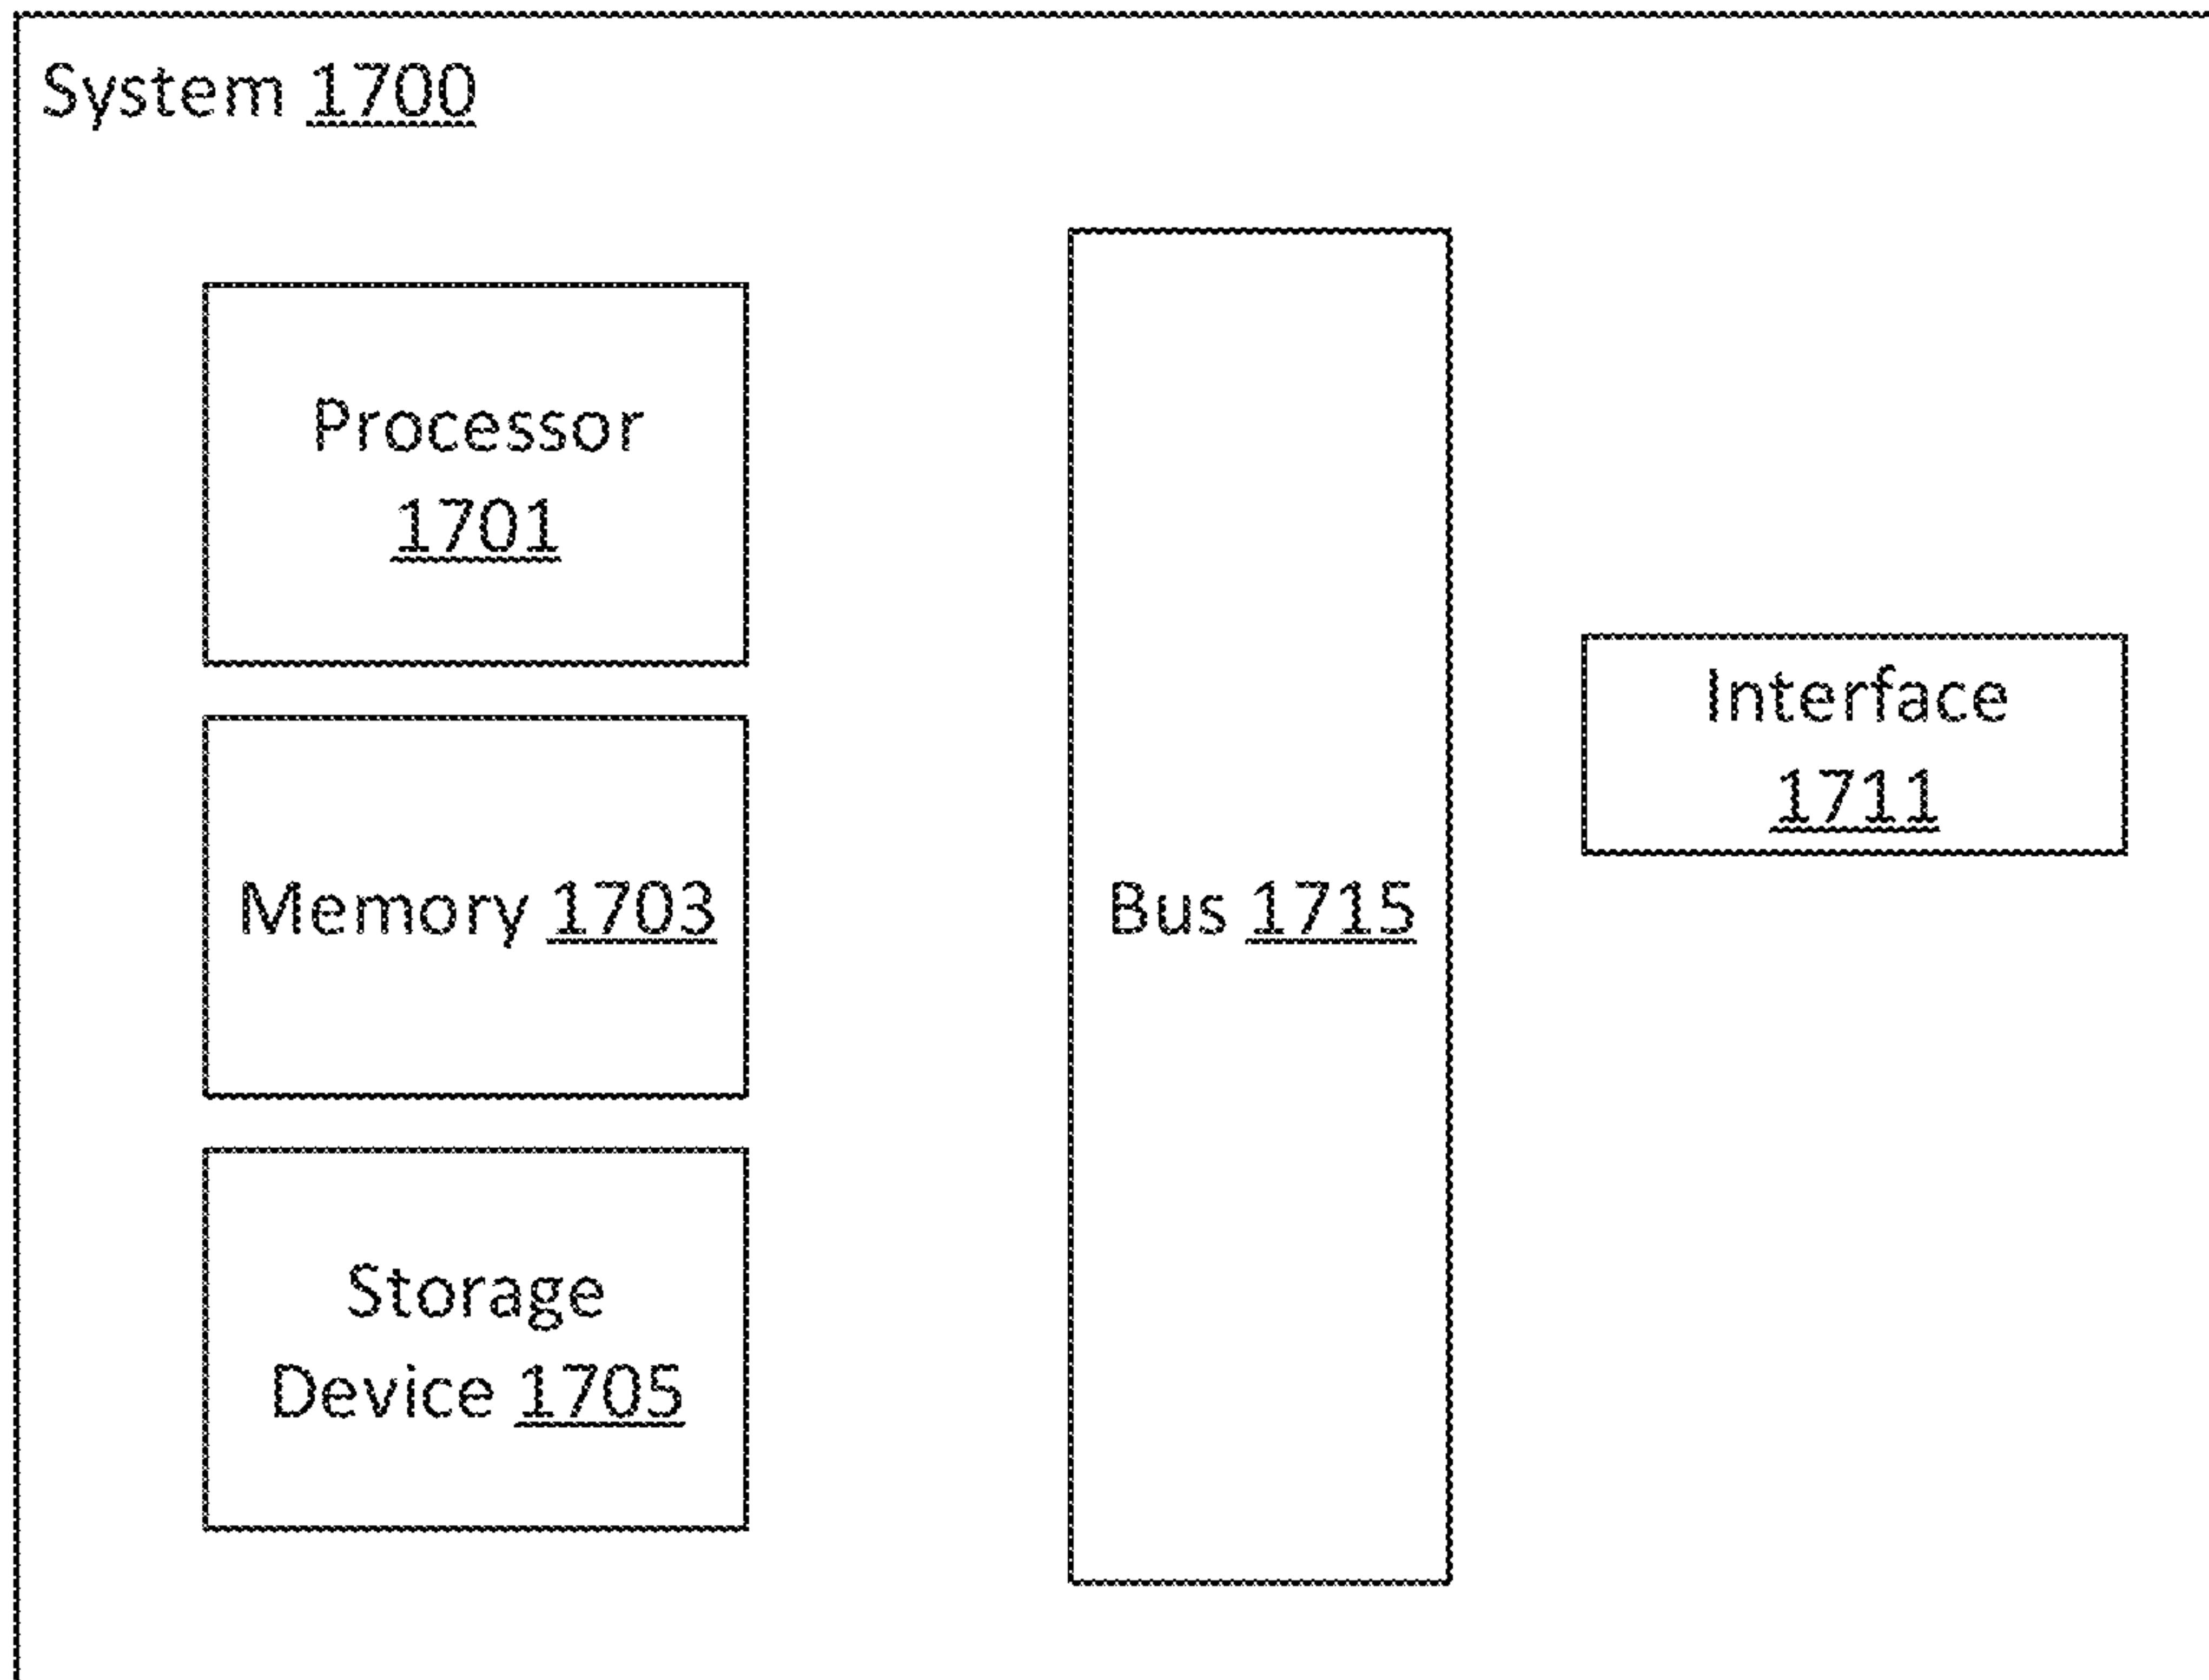 System 1700
Processor
1701
Interface
1711
Memory 1703
Bus 1715
Storage
Device 1705